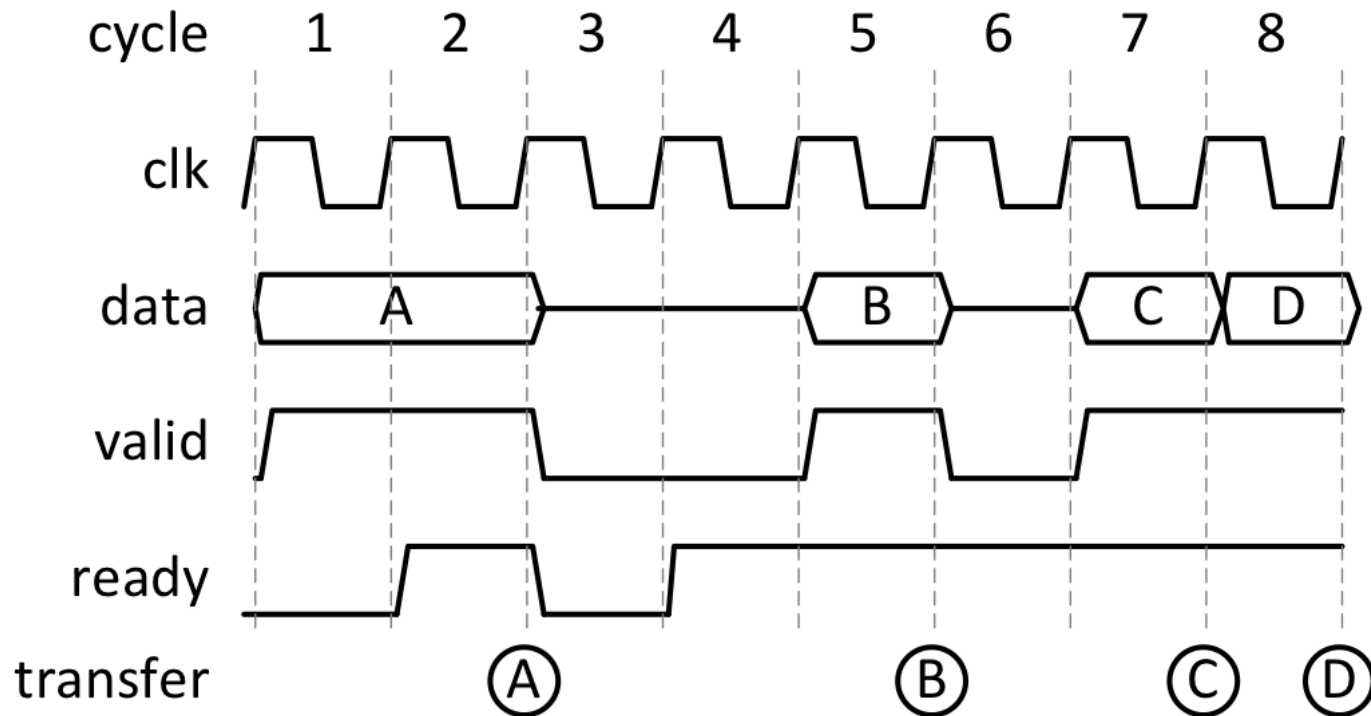 cycle 1 2 3 4 5 6 7 8
clk
data A B C D
valid
ready
transfer A B C D